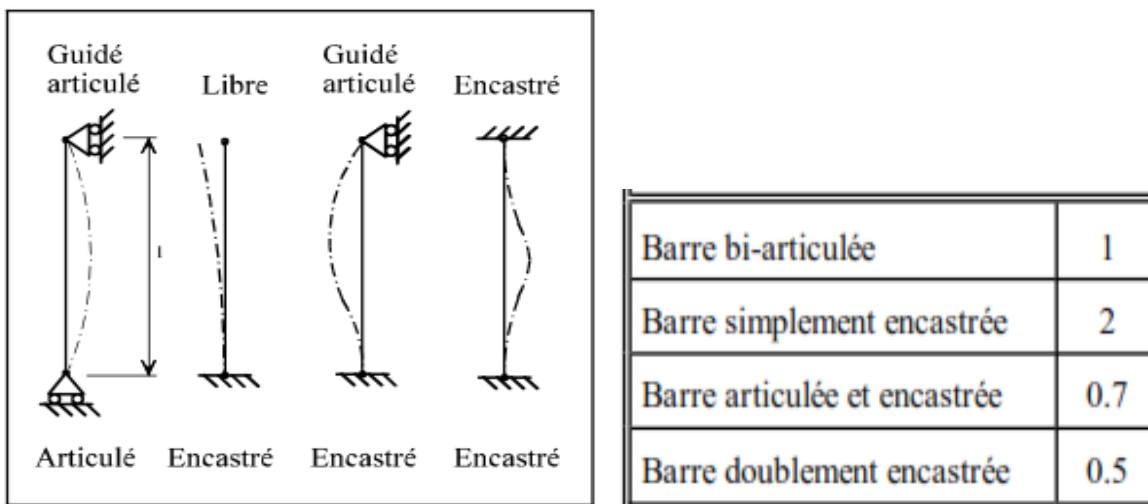 Guidé
articulé
Libre
Guidé
articulé
Encastré
l
Articulé Encastré Encastré Encastré
Barre bi-articulée 1
Barre simplement encastrée 2
Barre articulée et encastrée 0.7
Barre doublement encastrée 0.5